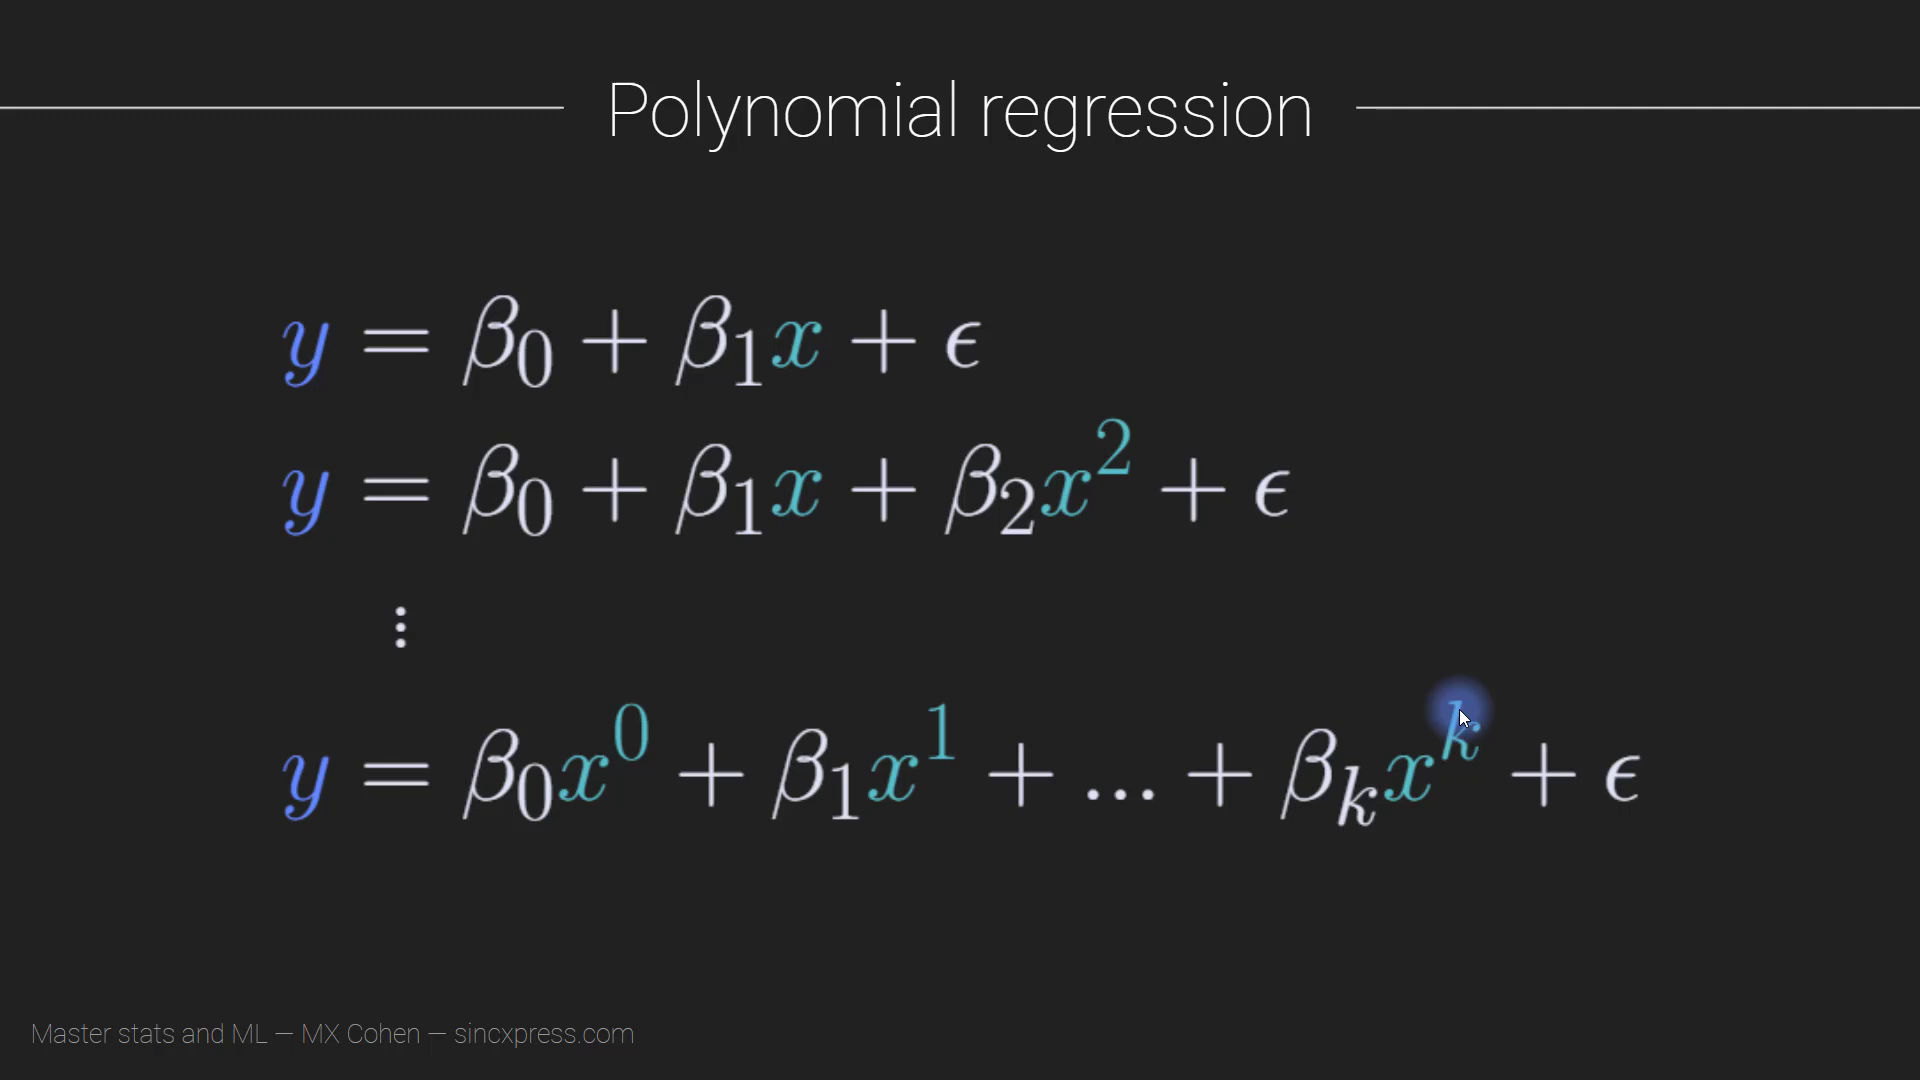 Polynomial regression
y = β₀ + β₁x + ϵ
y = β₀ + β₁x + β₂x² + ϵ
⋮
y = β₀x⁰ + β₁x¹ + ... + βₖxᵏ + ϵ
Master stats and ML — MX Cohen — sincxpress.com